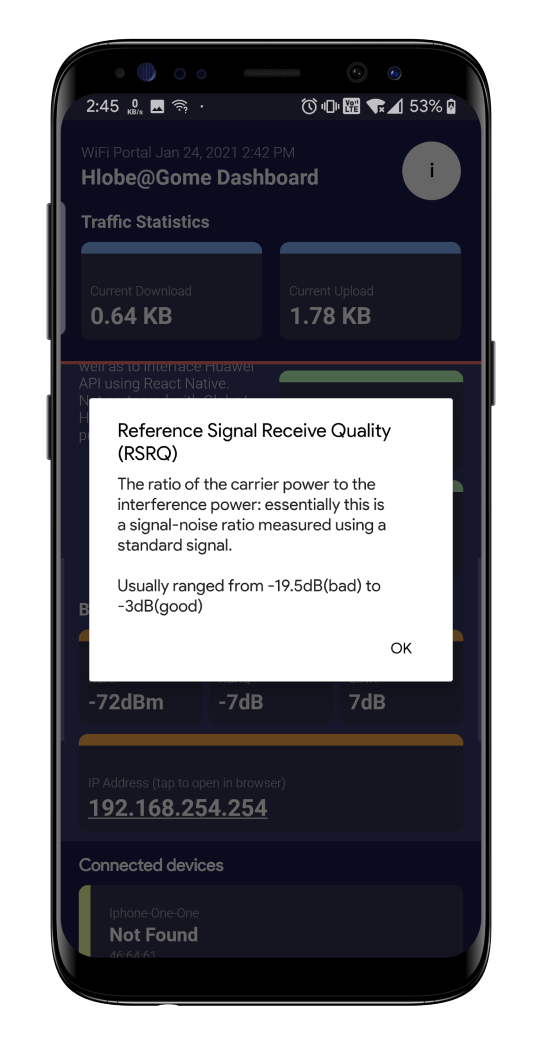 2:45 0 KB/s Vo)) LTE 53%
WiFi Portal Jan 24, 2021 2:42 PM
Hlobe@Gome Dashboard
i
Traffic Statistics
Current Download
0.64 KB
Current Upload
1.78 KB
well as to interface Huawei
API using React Native.
Reference Signal Receive Quality
(RSRQ)
The ratio of the carrier power to the
interference power: essentially this is
a signal-noise ratio measured using a
standard signal.
Usually ranged from -19.5dB(bad) to
-3dB(good)
OK
B
-72dBm
-7dB
7dB
IP Address (tap to open in browser)
192.168.254.254
Connected devices
Iphone-One-One
Not Found
46:64:61